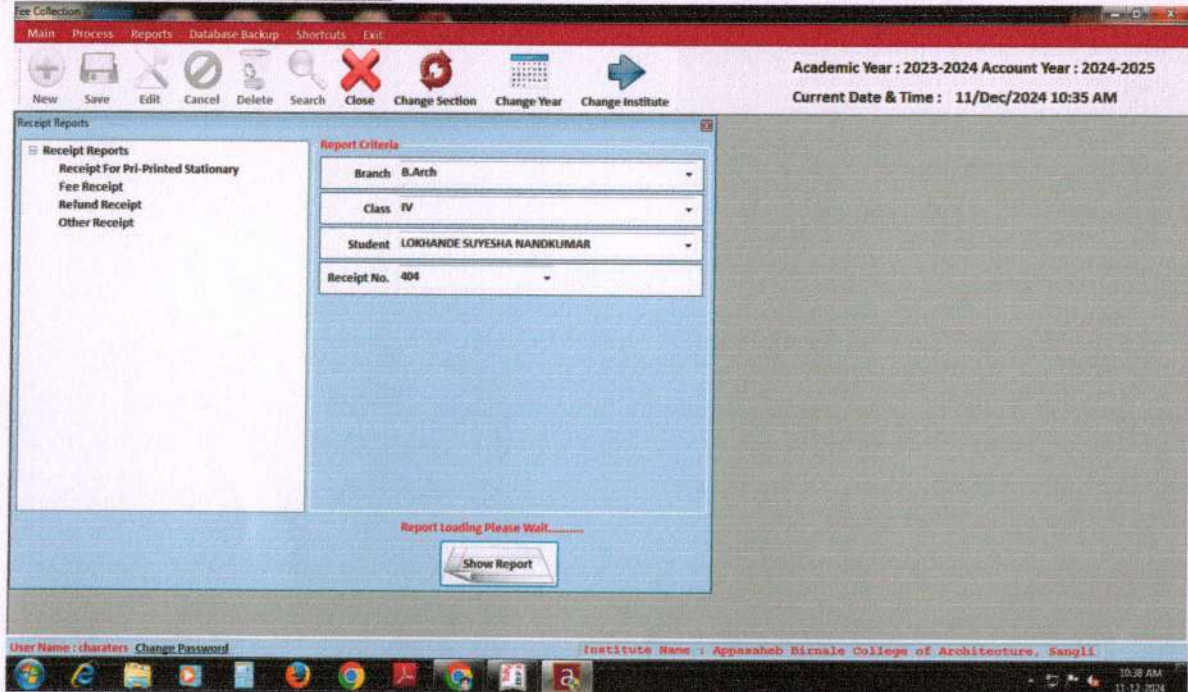 Fee Collection
Main Process Reports Database Backup Shortcuts Exit
New Save Edit Cancel Delete Search Close Change Section Change Year Change Institute
Academic Year : 2023-2024 Account Year : 2024-2025
Current Date & Time : 11/Dec/2024 10:35 AM
Receipt Reports
Receipt Reports
Receipt For Pri-Printed Stationary
Fee Receipt
Refund Receipt
Other Receipt
Report Criteria
Branch B.Arch
Class IV
Student LOKHANDE SUYESHA NANDKUMAR
Receipt No. 404
Report Loading Please Wait..........
Show Report
User Name : charaters Change Password
Institute Name : Appasaheb Birnale College of Architecture, Sangli
10:38 AM
11-12-2024